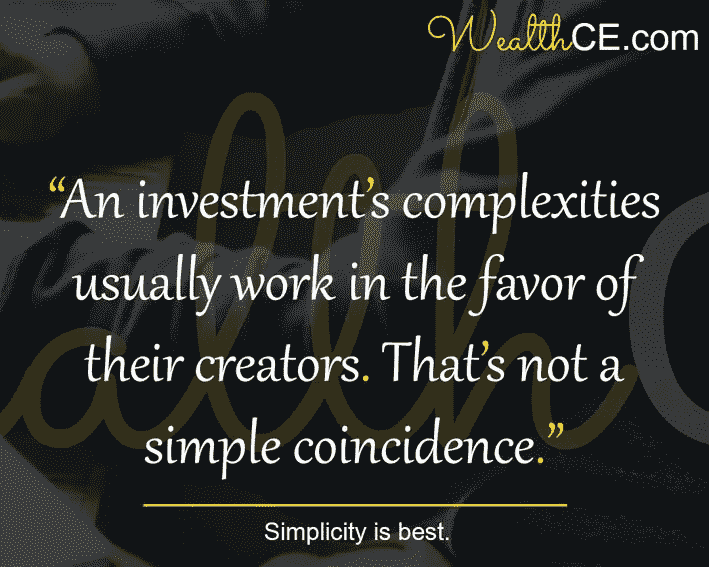 WealthCE.com
“An investment’s complexities
usually work in the favor of
their creators. That’s not a
simple coincidence.”
Simplicity is best.